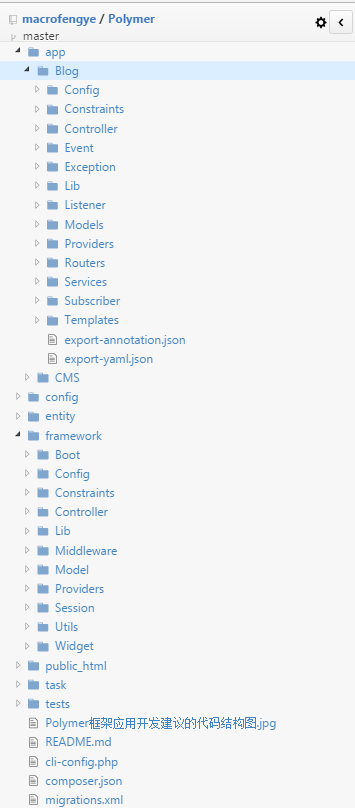 macrofengye / Polymer
master
app
Blog
Config
Constraints
Controller
Event
Exception
Lib
Listener
Models
Providers
Routers
Services
Subscriber
Templates
export-annotation.json
export-yaml.json
CMS
config
entity
framework
Boot
Config
Constraints
Controller
Lib
Middleware
Model
Providers
Session
Utils
Widget
public_html
task
tests
Polymer框架应用开发建议的代码结构图.jpg
README.md
cli-config.php
composer.json
migrations.xml